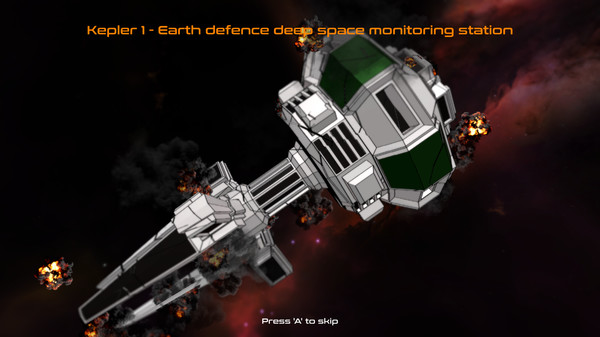 Kepler 1 - Earth defence deep space monitoring station
Press 'A' to skip